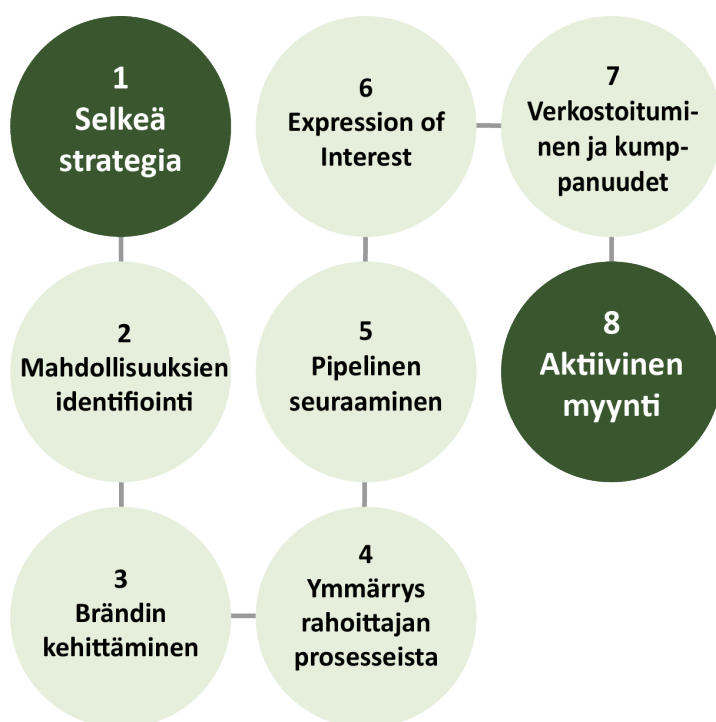 1
Selkeä
strategia
2
Mahdollisuuksien
identifiointi
3
Brändin
kehittäminen
4
Ymmärrys
rahoittajan
prosesseista
5
Pipelinen
seuraaminen
6
Expression of
Interest
7
Verkostoitumi-
nen ja kump-
panuudet
8
Aktiivinen
myynti